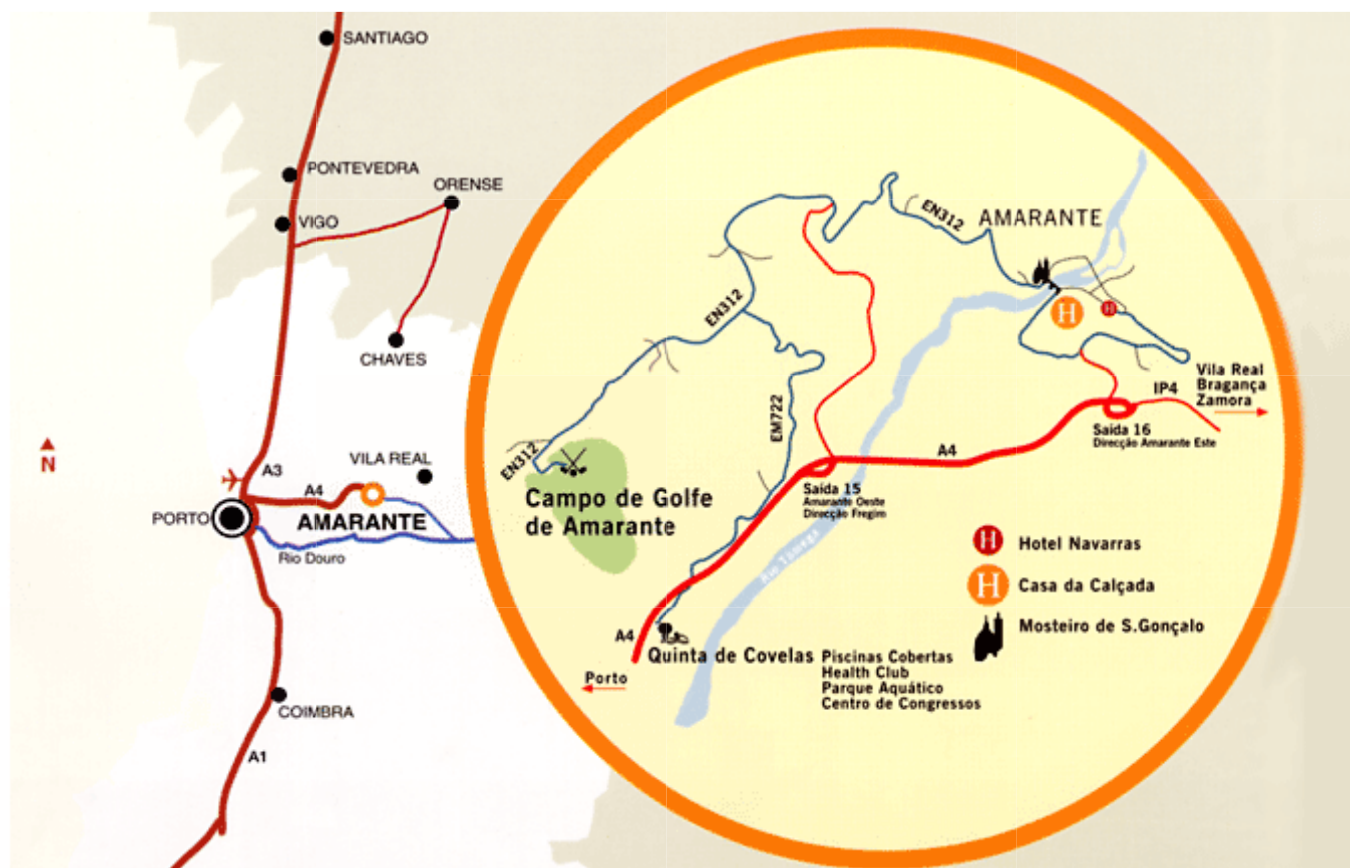 SANTIAGO
PONTEVEDRA
ORENSE
VIGO
CHAVES
N
A3
VILA REAL
A4
PORTO
AMARANTE
Rio Douro
COIMBRA
A1
EN312
AMARANTE
EN312
H
H
Vila Real
Bragança
Zamora
IP4
EM722
Saída 16
Direcção Amarante Este
EN312
A4
Campo de Golfe
de Amarante
Saída 15
Amarante Oeste
Direcção Fregim
Rio Tâmega
H Hotel Navarras
H Casa da Calçada
Mosteiro de S.Gonçalo
A4
Quinta de Covelas
Piscinas Cobertas
Health Club
Parque Aquático
Centro de Congressos
Porto